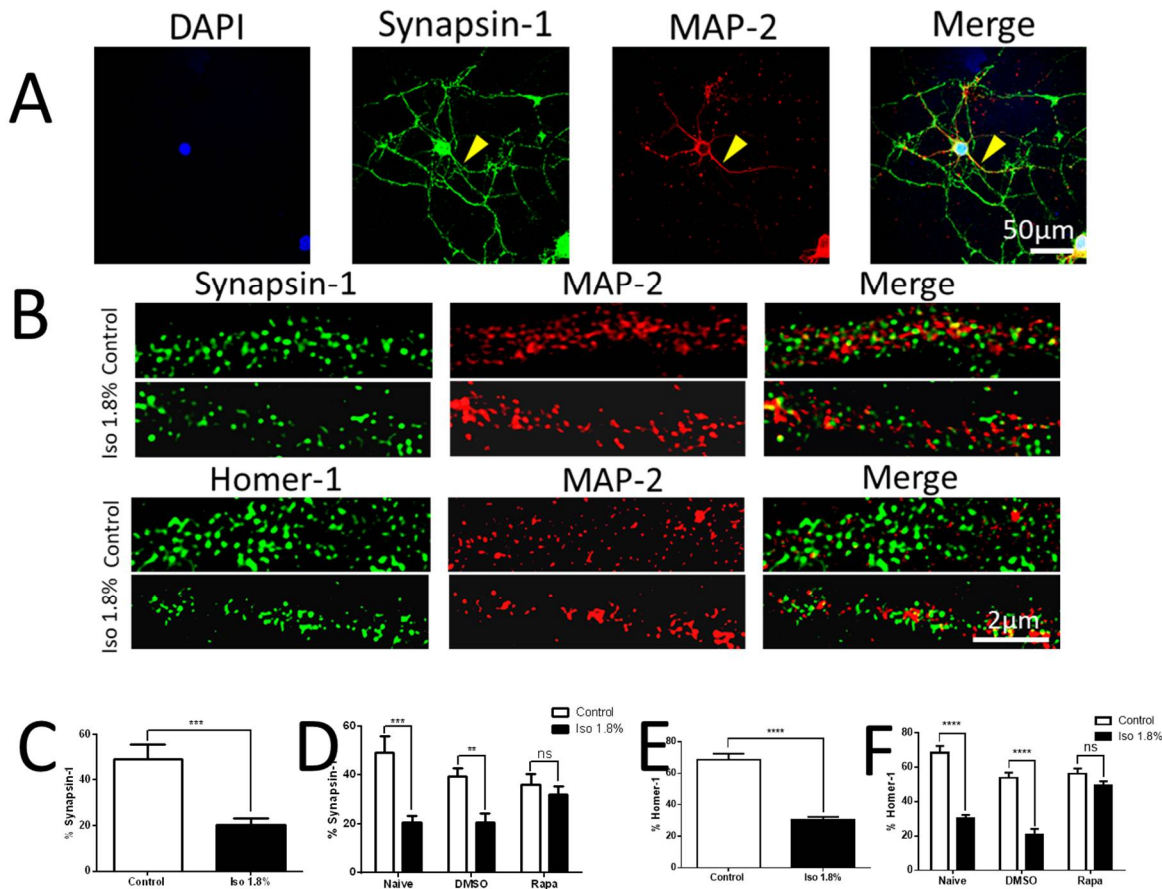 A
DAPI Synapsin-1 MAP-2 Merge
50µm
B
Synapsin-1 MAP-2 Merge
Control
Iso 1.8%
Homer-1 MAP-2 Merge
Control
Iso 1.8%
2µm
C
% Synapsin-1
60
40
20
0
***
Control Iso 1.8%
D
Control
Iso 1.8%
% Synapsin-1
60
40
20
0
*** ** ns
Naive DMSO Rapa
E
% Homer-1
80
60
40
20
0
****
Control Iso 1.8%
F
Control
Iso 1.8%
% Homer-1
80
60
40
20
0
**** **** ns
Naive DMSO Rapa